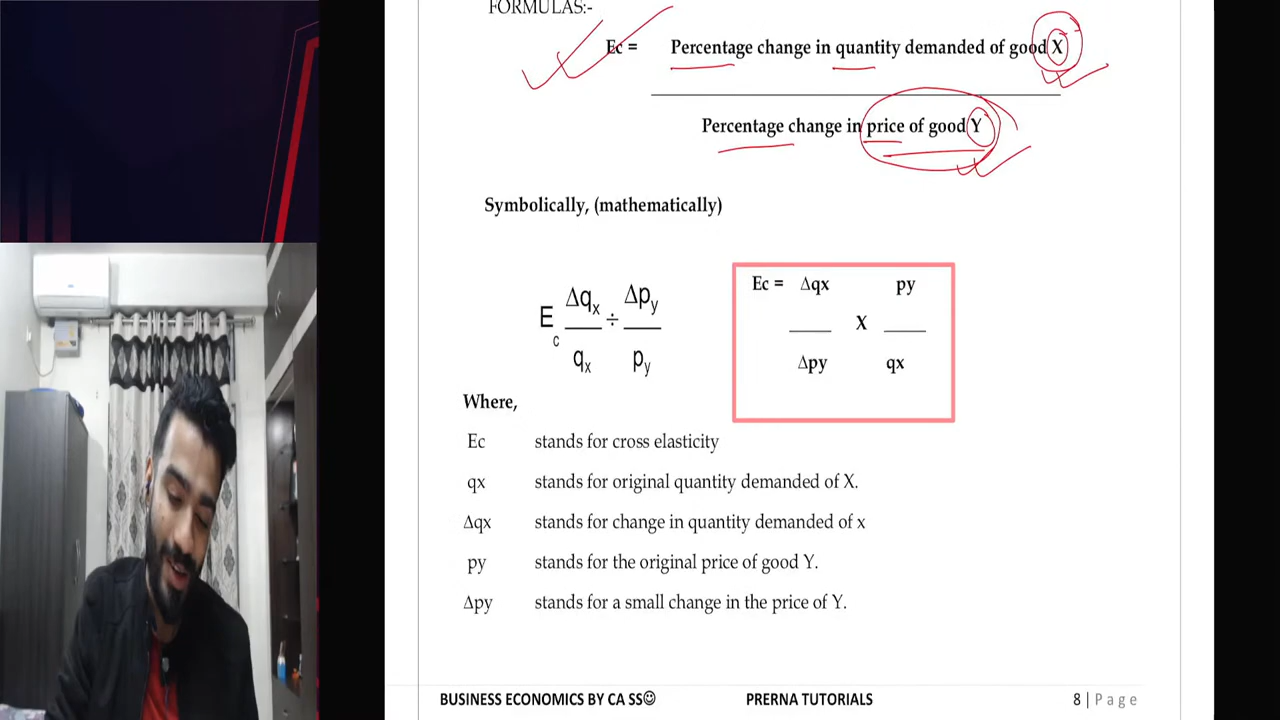 FORMULAS:-
Ec = Percentage change in quantity demanded of good X
Percentage change in price of good Y
Symbolically, (mathematically)
Ec Δqx/qx ÷ Δpy/py
Ec = Δqx py
X
Δpy qx
Where,
Ec stands for cross elasticity
qx stands for original quantity demanded of X.
Δqx stands for change in quantity demanded of x
py stands for the original price of good Y.
Δpy stands for a small change in the price of Y.
BUSINESS ECONOMICS BY CA SS☺ PRERNA TUTORIALS 8 | Page